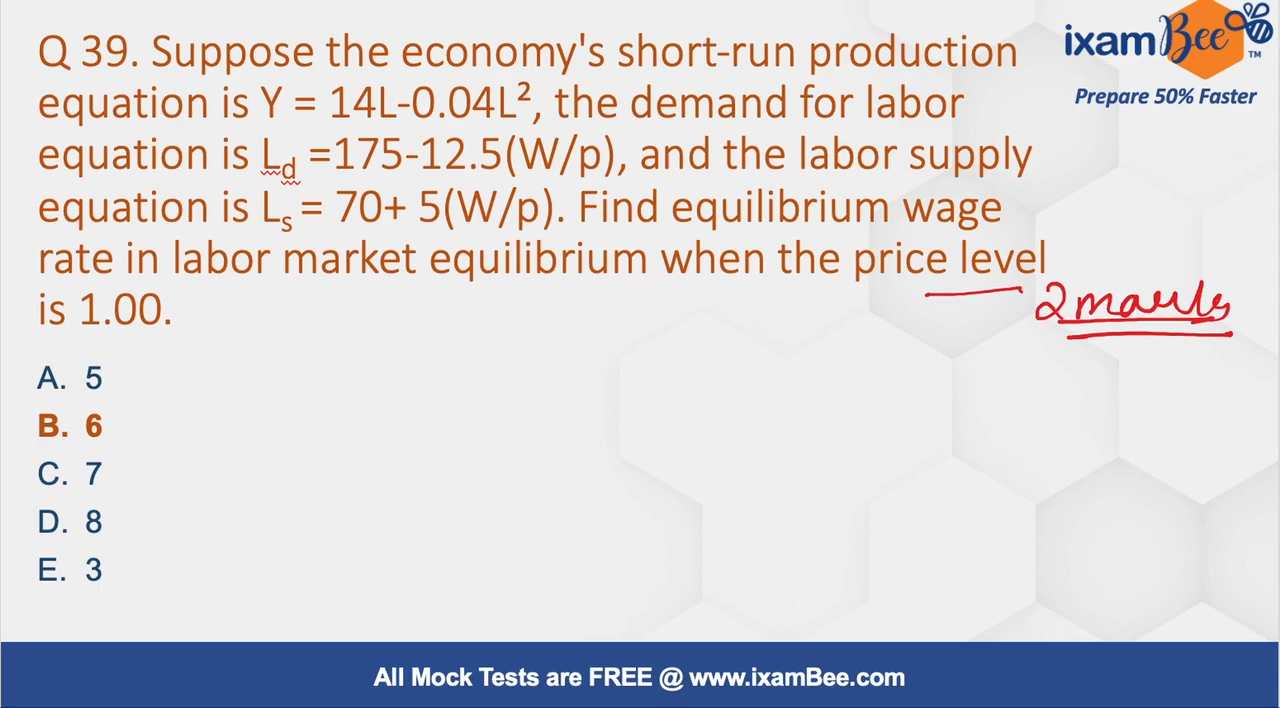 Q 39. Suppose the economy's short-run production
ixamBee™
equation is Y = 14L-0.04L², the demand for labor
Prepare 50% Faster
equation is Ld =175-12.5(W/p), and the labor supply
equation is Ls = 70+ 5(W/p). Find equilibrium wage
rate in labor market equilibrium when the price level
is 1.00.
2 marks
A. 5
B. 6
C. 7
D. 8
E. 3
All Mock Tests are FREE @ www.ixamBee.com